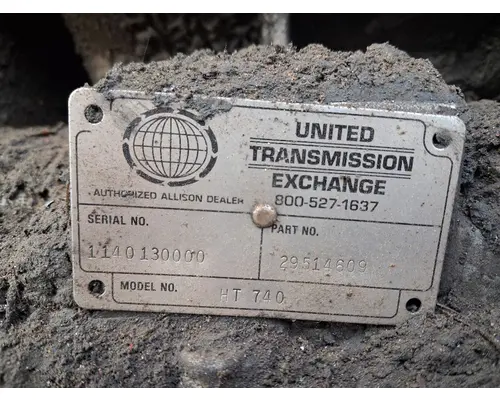 UNITED
TRANSMISSION
EXCHANGE
AUTHORIZED ALLISON DEALER
800-527-1637
SERIAL NO.
1140130000
PART NO.
29514609
MODEL NO.
HT 740